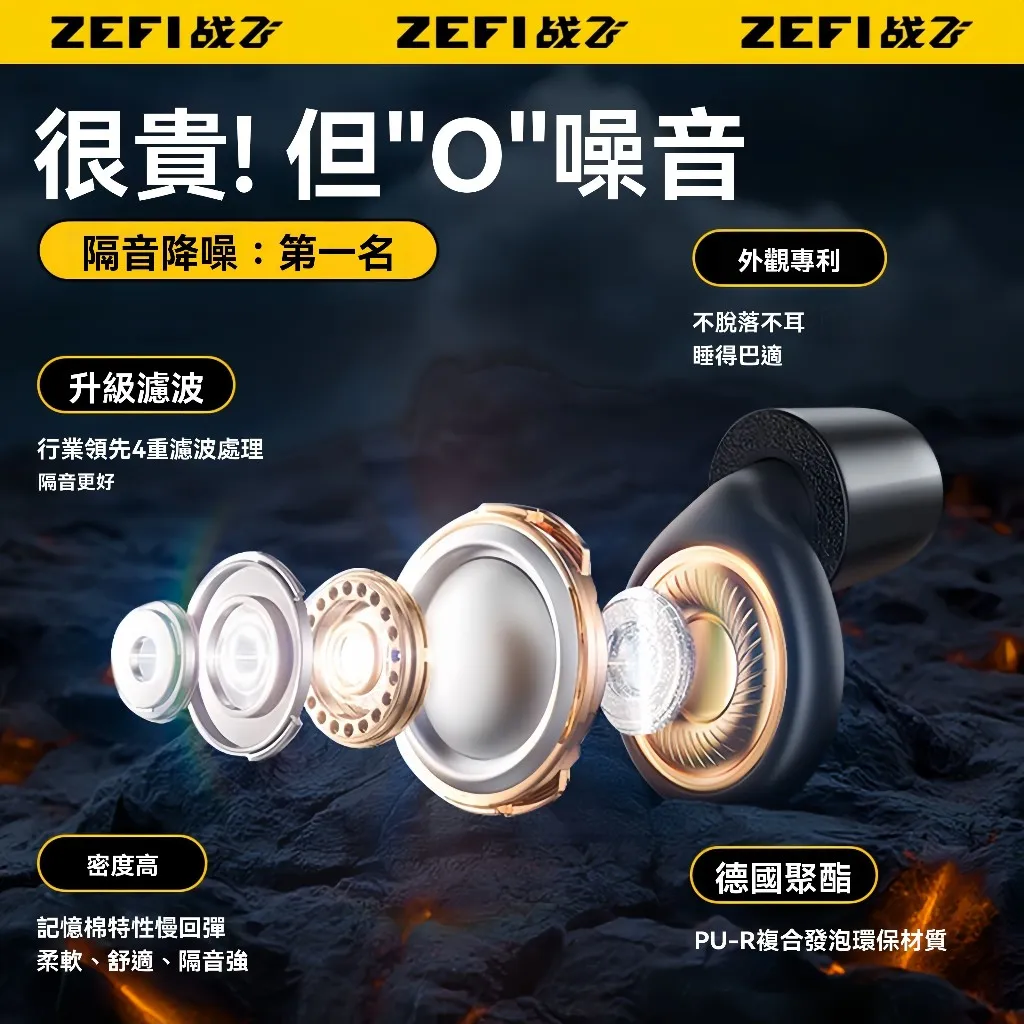 ZEFI战飞 ZEFI战飞 ZEFI战飞
很貴! 但"O"噪音
隔音降噪：第一名
外觀專利
不脫落不耳
睡得巴適
升級濾波
行業領先4重濾波處理
隔音更好
密度高
記憶棉特性慢回彈
柔軟、舒適、隔音強
德國聚酯
PU-R複合發泡環保材質